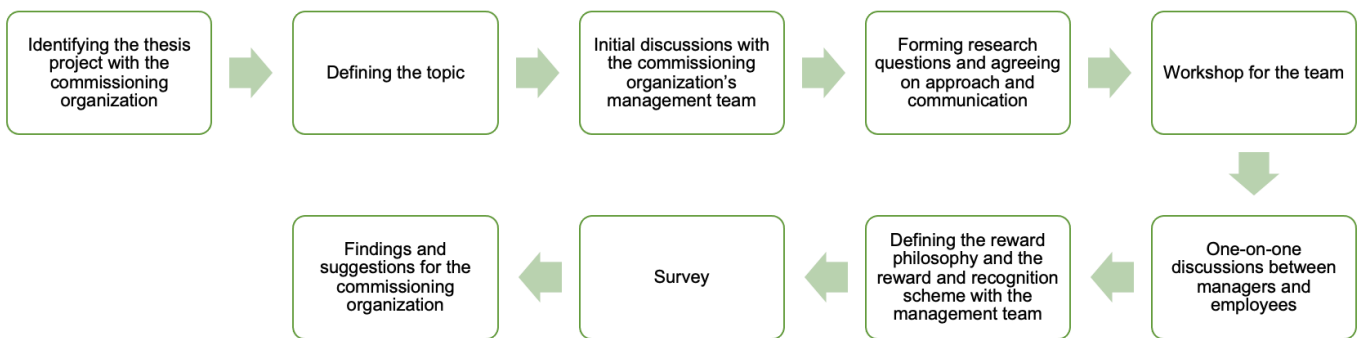 Identifying the thesis
project with the
commissioning
organization
Defining the topic
Initial discussions with
the commissioning
organization’s
management team
Forming research
questions and agreeing
on approach and
communication
Workshop for the team
One-on-one
discussions between
managers and
employees
Defining the reward
philosophy and the
reward and recognition
scheme with the
management team
Survey
Findings and
suggestions for the
commissioning
organization